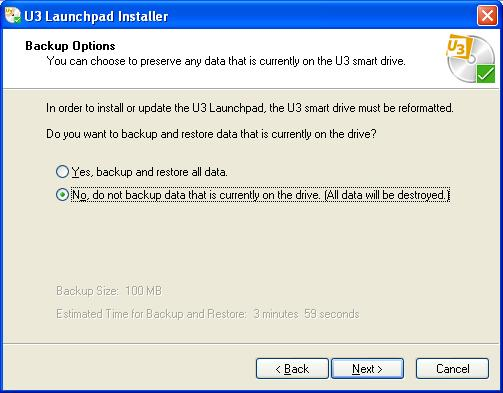 U3 Launchpad Installer
Backup Options
You can choose to preserve any data that is currently on the U3 smart drive.
U3
In order to install or update the U3 Launchpad, the U3 smart drive must be reformatted.
Do you want to backup and restore data that is currently on the drive?
Yes, backup and restore all data.
No, do not backup data that is currently on the drive. (All data will be destroyed.)
Backup Size: 100 MB
Estimated Time for Backup and Restore: 3 minutes 59 seconds
< Back Next > Cancel